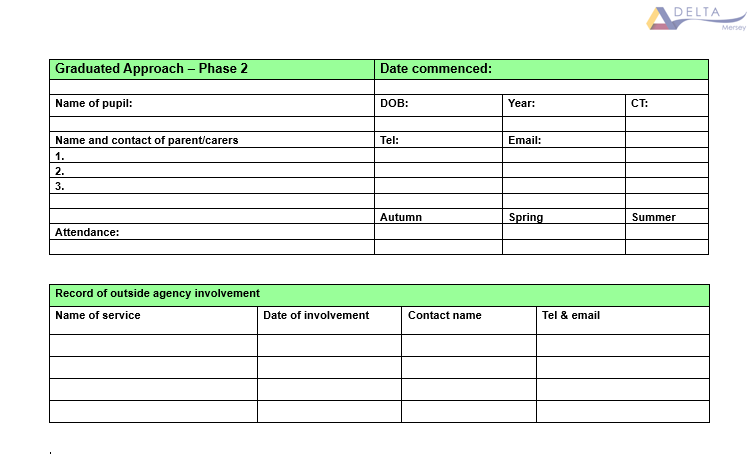 DELTA
Mersey
Graduated Approach – Phase 2 Date commenced:
Name of pupil: DOB: Year: CT:
Name and contact of parent/carers Tel: Email:
1.
2.
3.
Autumn Spring Summer
Attendance:
Record of outside agency involvement
Name of service Date of involvement Contact name Tel & email